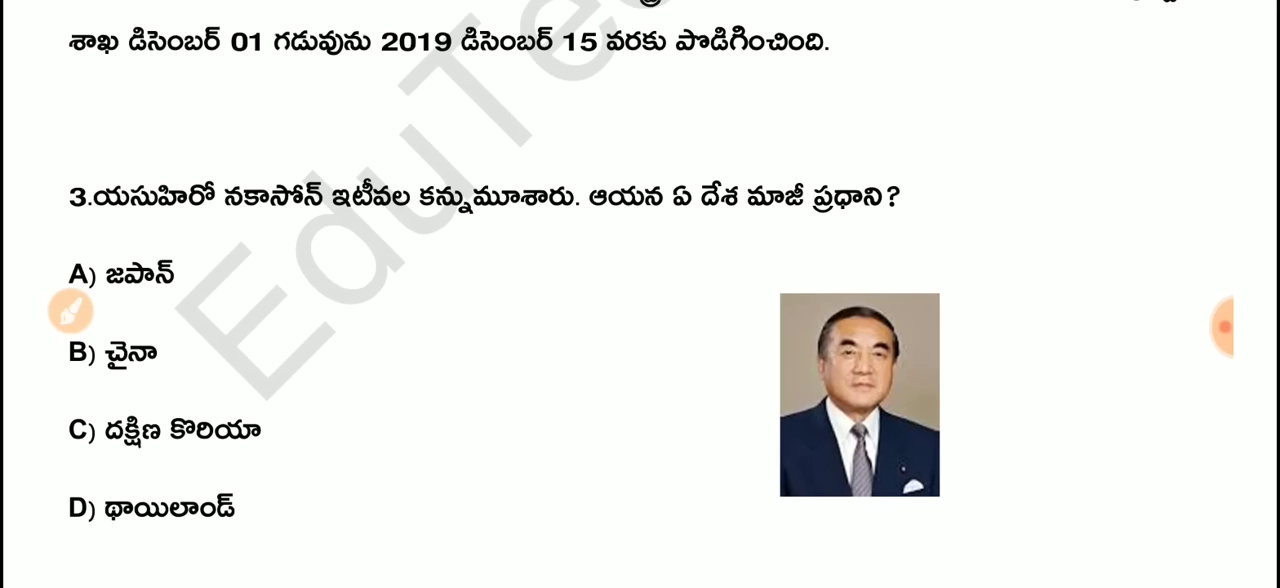 శాఖ డిసెంబర్ 01 గడువును 2019 డిసెంబర్ 15 వరకు పొడిగించింది.
3.యసుహిరో నకాసోన్ ఇటీవల కన్నుమూశారు. ఆయన ఏ దేశ మాజీ ప్రధాని?
A) జపాన్
B) చైనా
C) దక్షిణ కొరియా
D) థాయిలాండ్